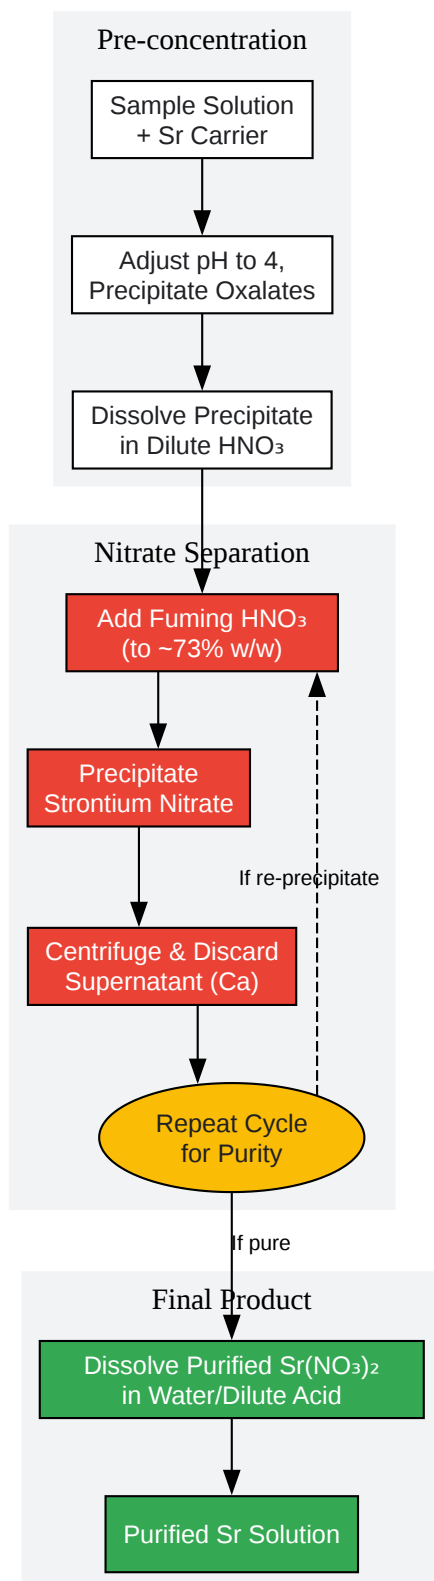 Pre-concentration
Sample Solution
+ Sr Carrier
Adjust pH to 4,
Precipitate Oxalates
Dissolve Precipitate
in Dilute HNO₃
Nitrate Separation
Add Fuming HNO₃
(to ~73% w/w)
Precipitate
Strontium Nitrate
If re-precipitate
Centrifuge & Discard
Supernatant (Ca)
Repeat Cycle
for Purity
If pure
Final Product
Dissolve Purified Sr(NO₃)₂
in Water/Dilute Acid
Purified Sr Solution